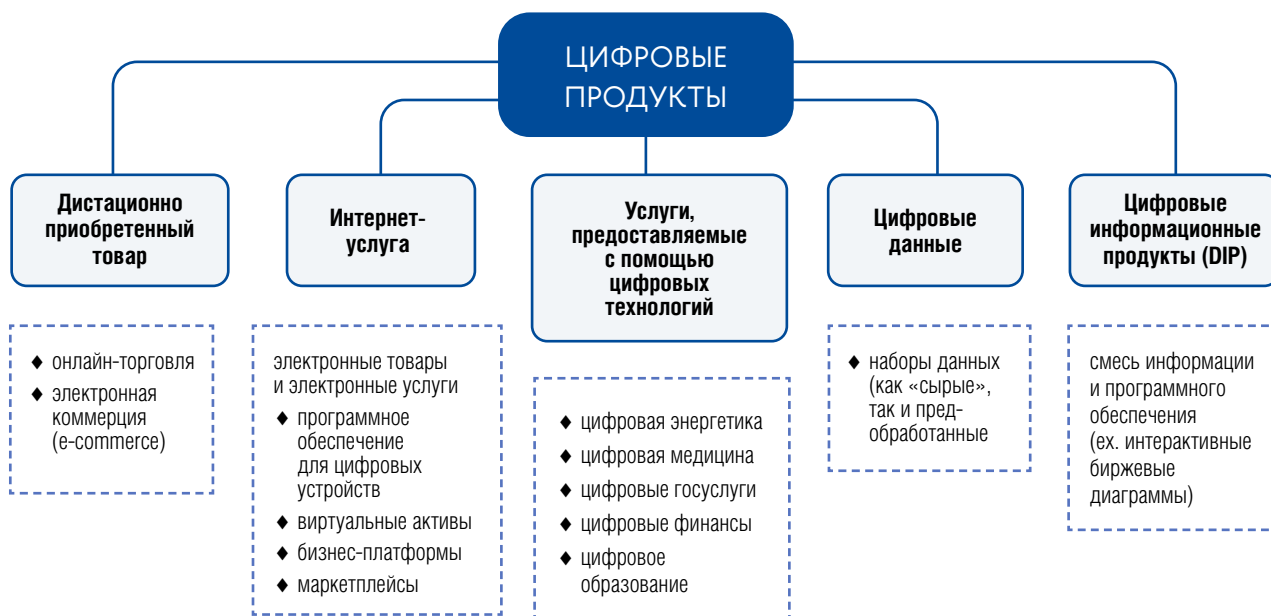 ЦИФРОВЫЕ
ПРОДУКТЫ
Дистационно
приобретенный
товар
♦ онлайн-торговля
♦ электронная
коммерция
(e-commerce)
Интернет-
услуга
электронные товары
и электронные услуги
♦ программное
обеспечение
для цифровых
устройств
♦ виртуальные активы
♦ бизнес-платформы
♦ маркетплейсы
Услуги,
предоставляемые
с помощью
цифровых
технологий
♦ цифровая энергетика
♦ цифровая медицина
♦ цифровые госуслуги
♦ цифровые финансы
♦ цифровое
образование
Цифровые
данные
♦ наборы данных
(как «сырые»,
так и пред-
обработанные
Цифровые
информационные
продукты (DIP)
смесь информации
и программного
обеспечения
(ex. интерактивные
биржевые
диаграммы)